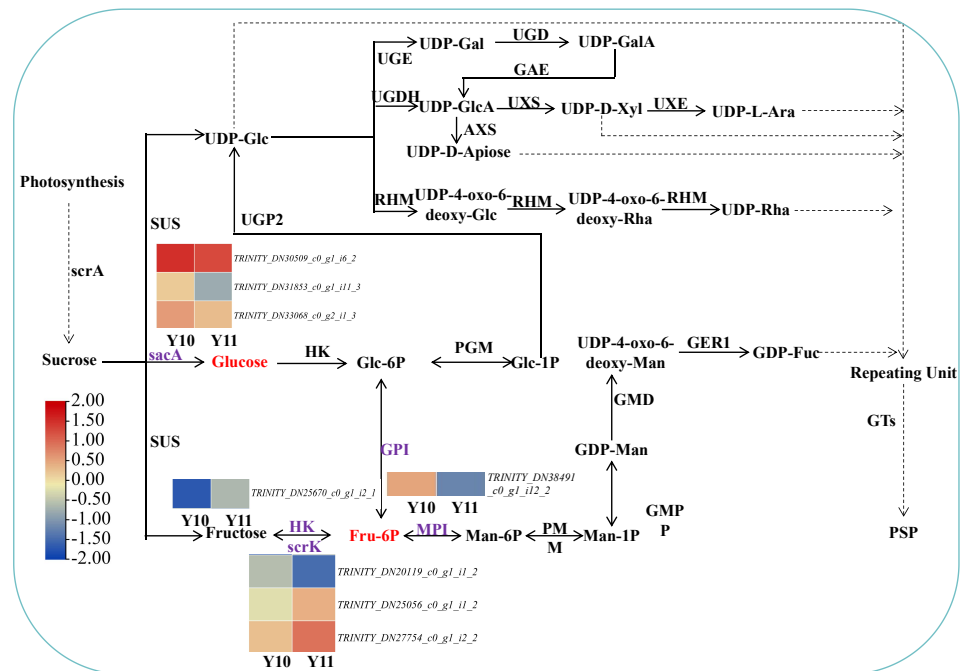 UDP-Gal
UGD
UDP-GalA
UGE
GAE
UGDH
UDP-GlcA
UXS
UDP-D-Xyl
UXE
UDP-L-Ara
AXS
UDP-Glc
UDP-D-Apiose
Photosynthesis
RHM
UDP-4-oxo-6-
deoxy-Glc
RHM
UDP-4-oxo-6-
deoxy-Rha
RHM
UDP-Rha
SUS
UGP2
scrA
TRINITY_DN30509_c0_g1_i6_2
TRINITY_DN31853_c0_g1_i11_3
TRINITY_DN33068_c0_g2_i1_3
Y10
Y11
Sucrose
sacA
Glucose
HK
Glc-6P
PGM
Glc-1P
UDP-4-oxo-6-
deoxy-Man
GER1
GDP-Fuc
Repeating Unit
GMD
GTs
2.00
1.50
1.00
0.50
0.00
-0.50
-1.00
-1.50
-2.00
SUS
GPI
GDP-Man
TRINITY_DN25670_c0_g1_i2_1
Y10
Y11
TRINITY_DN38491
_c0_g1_i12_2
Y10
Y11
Fructose
HK
scrK
Fru-6P
MPI
Man-6P
PM
M
Man-1P
GMP
P
PSP
TRINITY_DN20119_c0_g1_i1_2
TRINITY_DN25056_c0_g1_i1_2
TRINITY_DN27754_c0_g1_i2_2
Y10
Y11